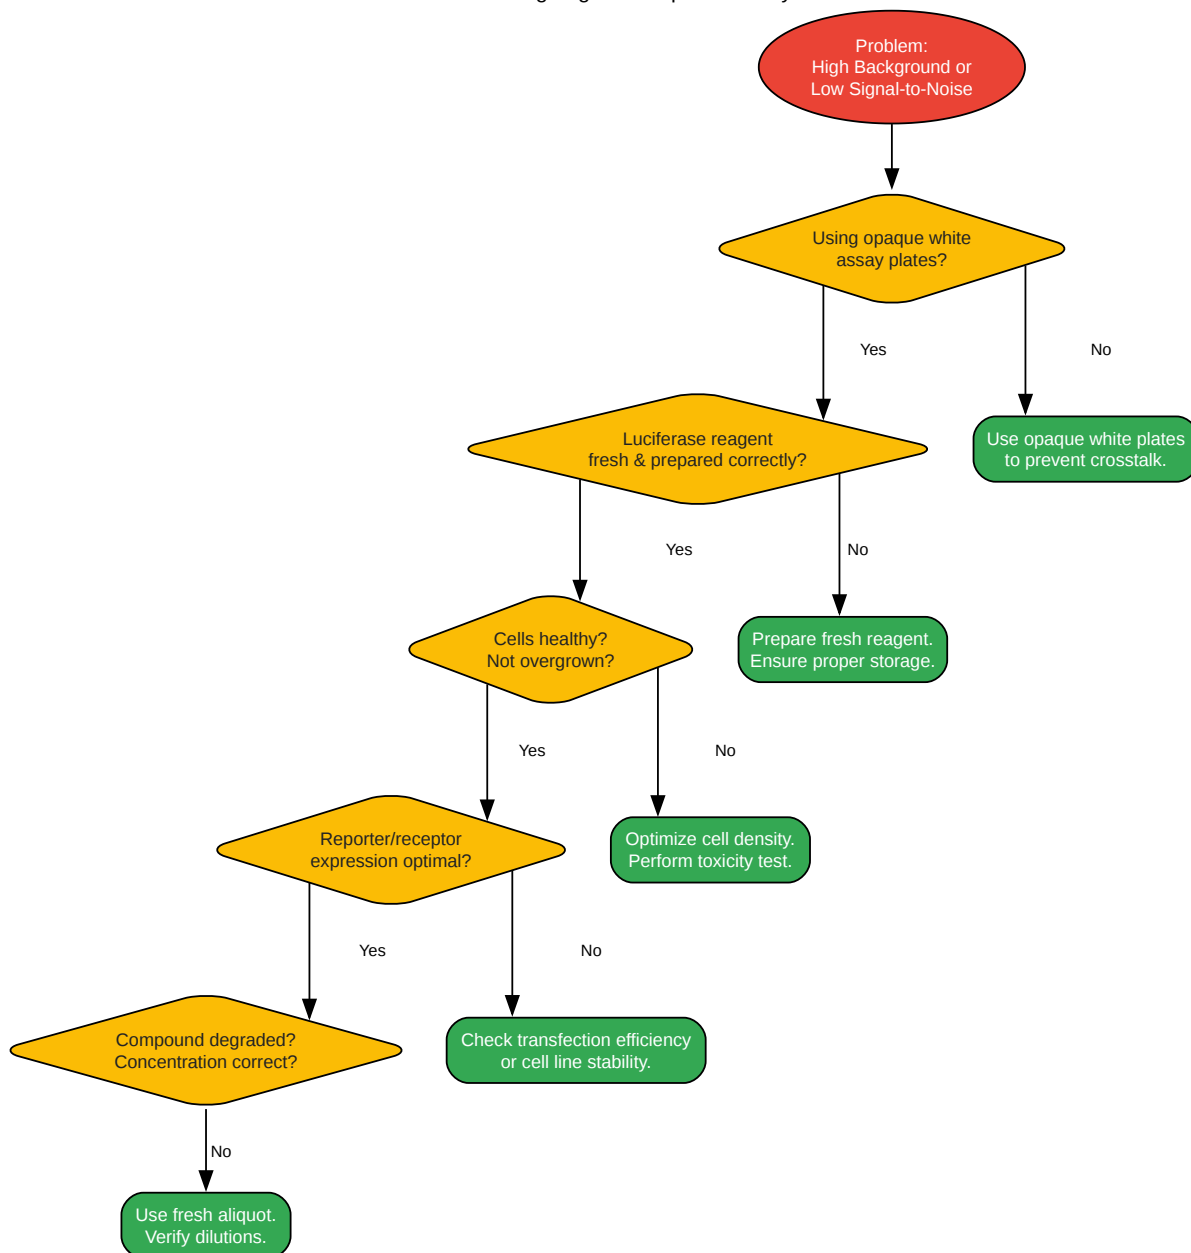 Problem:
High Background or
Low Signal-to-Noise
Using opaque white
assay plates?
Yes
No
Luciferase reagent
fresh & prepared correctly?
Use opaque white plates
to prevent crosstalk.
Yes
No
Cells healthy?
Not overgrown?
Prepare fresh reagent.
Ensure proper storage.
Yes
No
Reporter/receptor
expression optimal?
Optimize cell density.
Perform toxicity test.
Yes
No
Compound degraded?
Concentration correct?
Check transfection efficiency
or cell line stability.
No
Use fresh aliquot.
Verify dilutions.